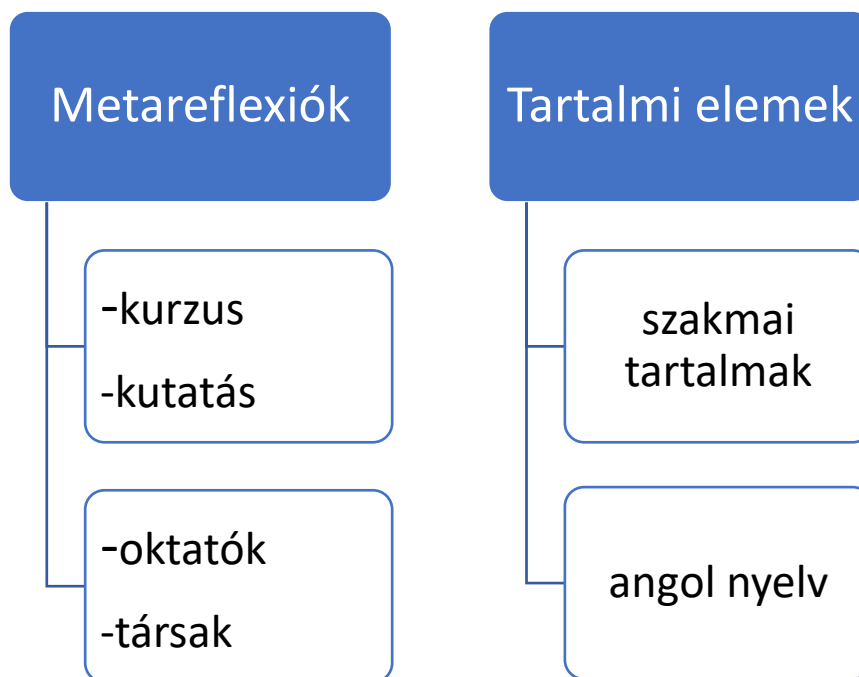 Metareflexiók
-kurzus
-kutatás
-oktatók
-társak
Tartalmi elemek
szakmai
tartalmak
angol nyelv